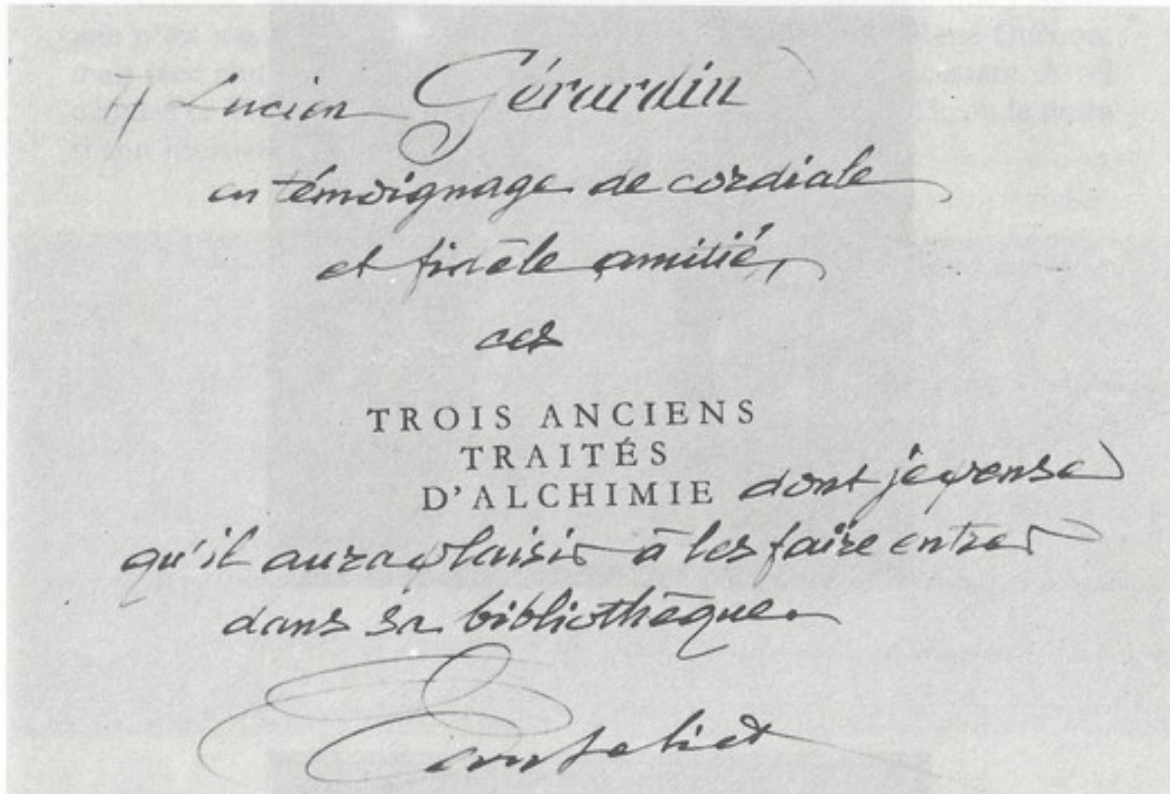 À Lucien Gérardin
en témoignage de cordiale
et fidèle amitié,
ces
TROIS ANCIENS
TRAITÉS
D'ALCHIMIE dont je pense
qu'il aura plaisir à les faire entrer
dans sa bibliothèque.
Canseliet